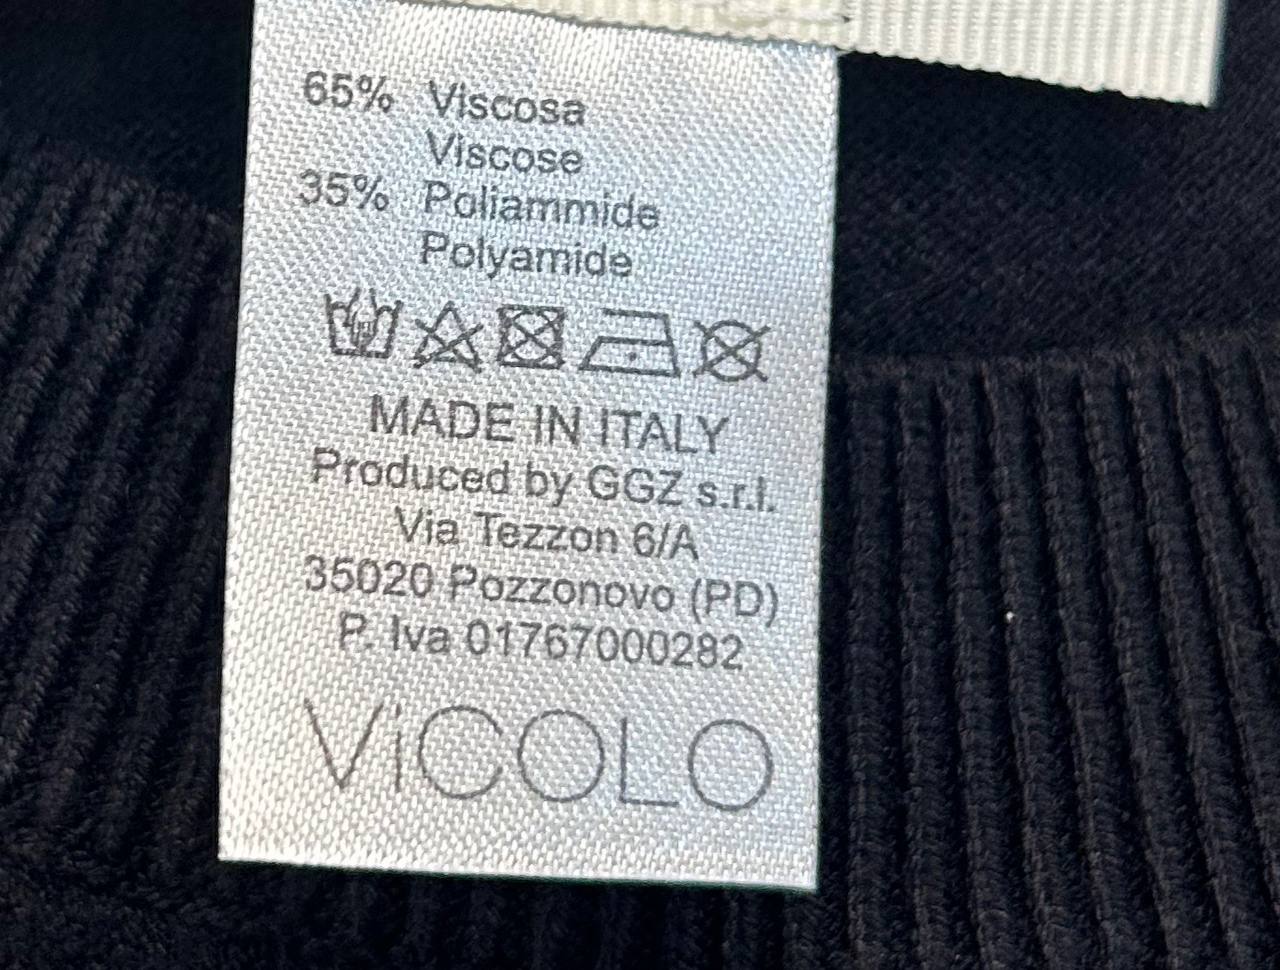 65% Viscosa
Viscose
35% Poliammide
Polyamide
MADE IN ITALY
Produced by GGZ s.r.l.
Via Tezzon 6/A
35020 Pozzonovo (PD)
P. Iva 01767000282
ViCOLO